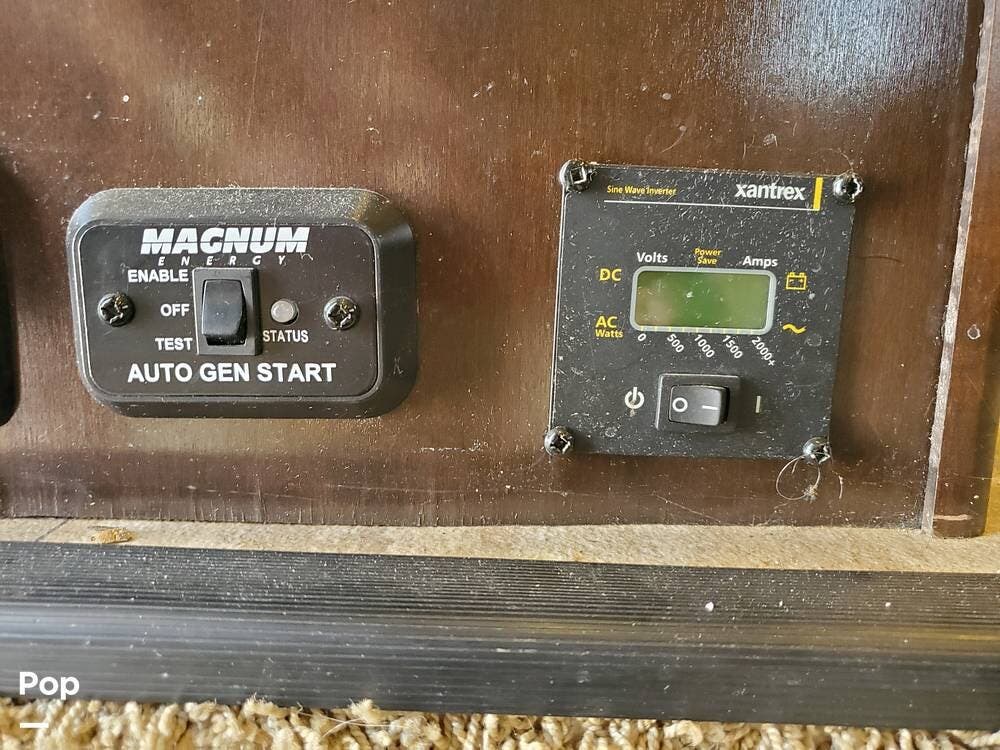 MAGNUM
ENERGY
ENABLE
OFF
TEST
STATUS
AUTO GEN START
Sine Wave Inverter
xantrex
Volts
Power
Save
Amps
DC
AC
Watts
0
500
1000
1500
2000+
Pop